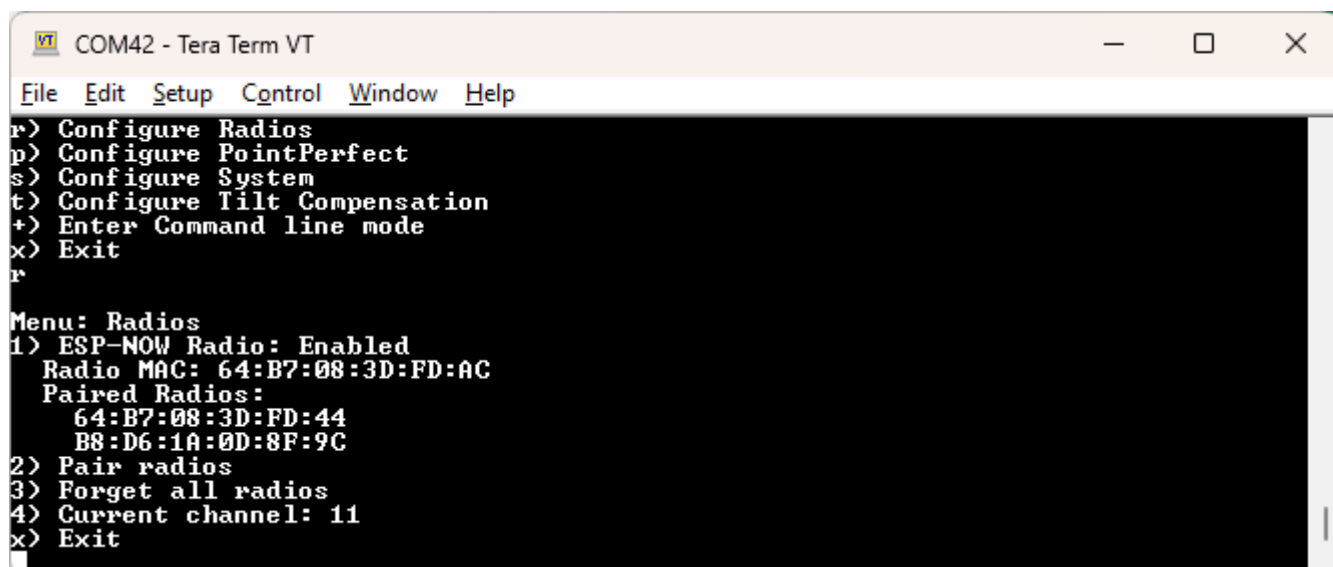 VT COM42 - Tera Term VT
File Edit Setup Control Window Help
r) Configure Radios
p) Configure PointPerfect
s) Configure System
t) Configure Tilt Compensation
+) Enter Command line mode
x) Exit
r
Menu: Radios
1) ESP-NOW Radio: Enabled
Radio MAC: 64:B7:08:3D:FD:AC
Paired Radios:
64:B7:08:3D:FD:44
B8:D6:1A:0D:8F:9C
2) Pair radios
3) Forget all radios
4) Current channel: 11
x) Exit